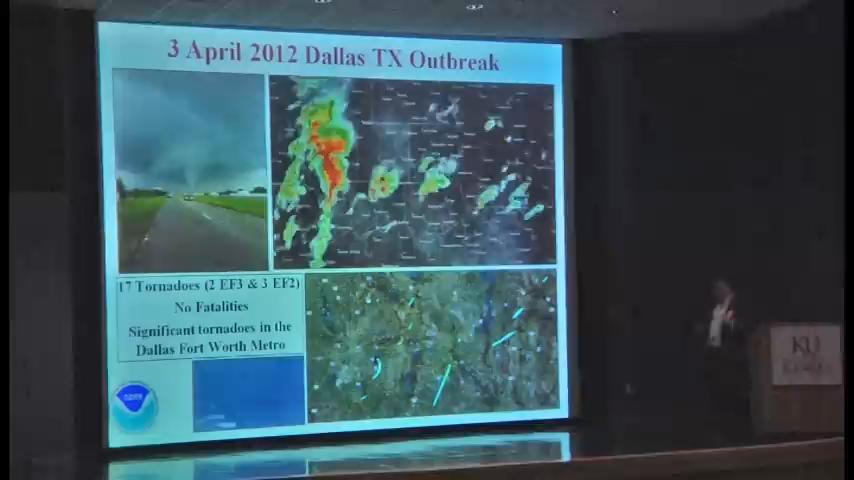 3 April 2012 Dallas TX Outbreak
17 Tornadoes (2 EF3 & 3 EF2)
No Fatalities
Significant tornadoes in the
Dallas Fort Worth Metro
KU